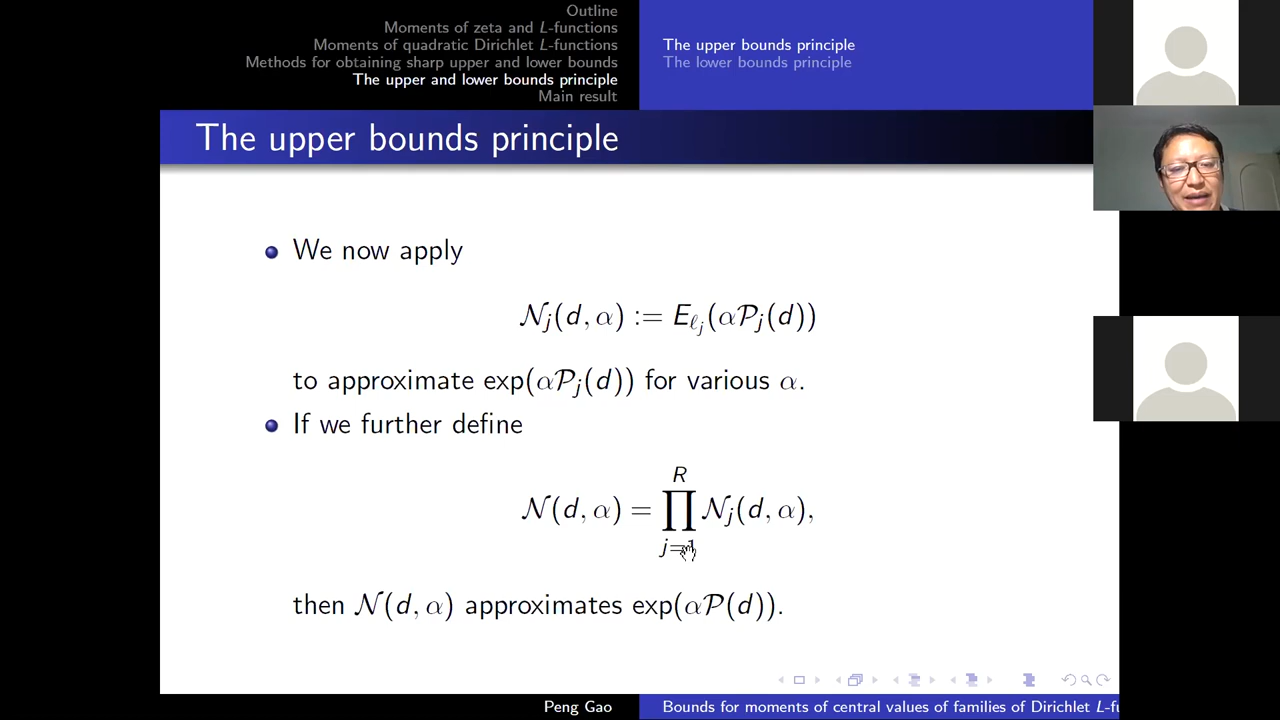 Outline
Moments of zeta and L-functions
Moments of quadratic Dirichlet L-functions
Methods for obtaining sharp upper and lower bounds
The upper and lower bounds principle
Main result
The upper bounds principle
The lower bounds principle
The upper bounds principle
We now apply
𝒩_j(d, α) := E_{ℓ_j}(α𝒫_j(d))
to approximate exp(α𝒫_j(d)) for various α.
If we further define
𝒩(d, α) = ∏_{j=1}^{R} 𝒩_j(d, α),
then 𝒩(d, α) approximates exp(α𝒫(d)).
Peng Gao
Bounds for moments of central values of families of Dirichlet L-fu